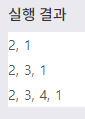 실행 결과
2, 1
2, 3, 1
2, 3, 4, 1